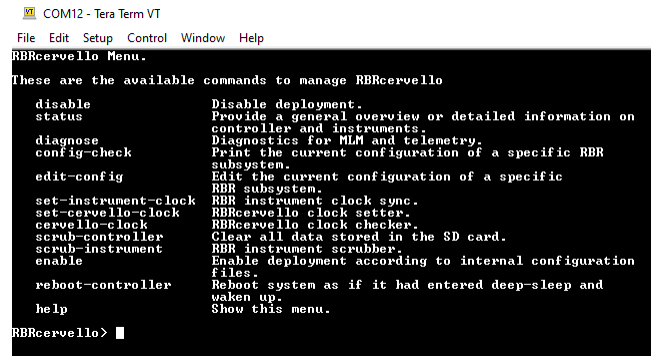 COM12 - Tera Term VT
File Edit Setup Control Window Help
RBRcervello Menu.
These are the available commands to manage RBRcervello
disable Disable deployment.
status Provide a general overview or detailed information on
controller and instruments.
diagnose Diagnostics for MLM and telemetry.
config-check Print the current configuration of a specific RBR
subsystem.
edit-config Edit the current configuration of a specific
RBR subsystem.
set-instrument-clock RBR instrument clock sync.
set-cervello-clock RBRcervello clock setter.
cervello-clock RBRcervello clock checker.
scrub-controller Clear all data stored in the SD card.
scrub-instrument RBR instrument scrubber.
enable Enable deployment according to internal configuration
files.
reboot-controller Reboot system as if it had entered deep-sleep and
waken up.
help Show this menu.
RBRcervello>